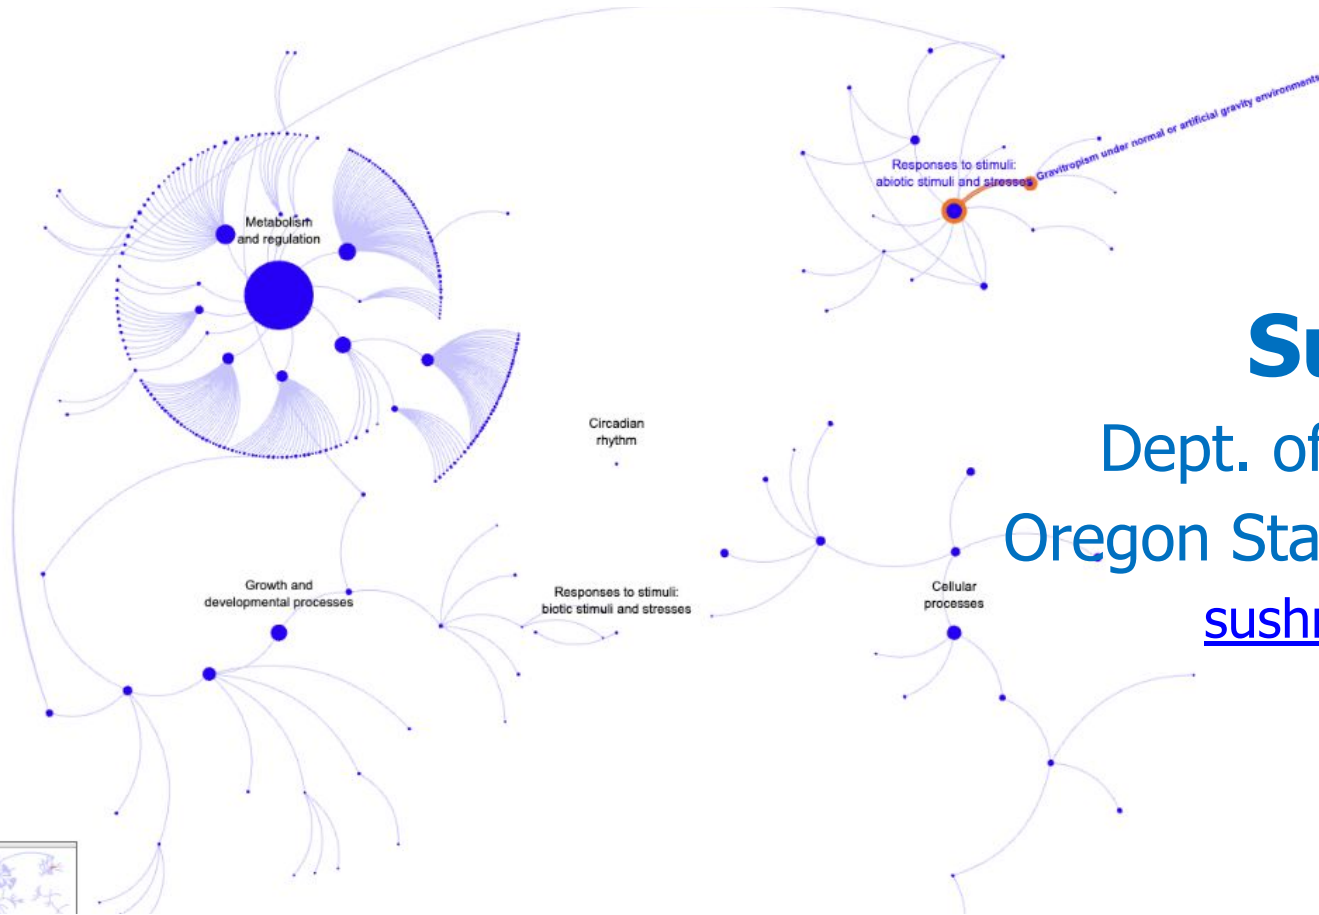 Gravitropism under normal or artificial gravity environments
Responses to stimuli:
abiotic stimuli and stresses
Metabolism
and regulation
Su
Circadian
rhythm
Dept. of
Oregon Sta
Growth and
developmental processes
Responses to stimuli:
biotic stimuli and stresses
Cellular
processes
sushr